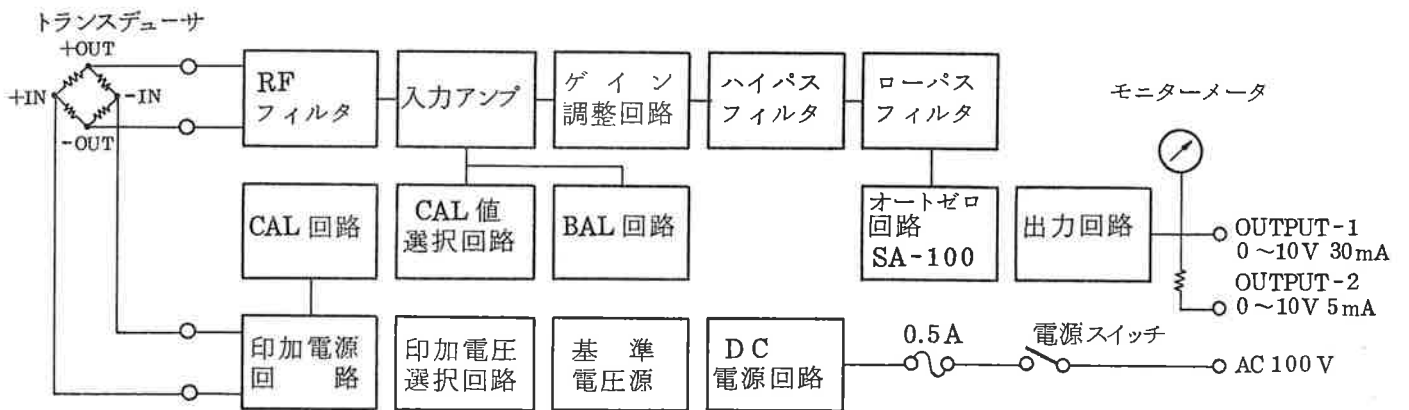 トランスデューサ
+OUT
+IN
-IN
-OUT
RF
フィルタ
入力アンプ
ゲイン
調整回路
ハイパス
フィルタ
ローパス
フィルタ
モニターメータ
CAL 回路
CAL 値
選択回路
BAL 回路
オートゼロ
回路
SA-100
出力回路
OUTPUT-1
0～10V 30mA
OUTPUT-2
0～10V 5mA
印加電源
回路
印加電圧
選択回路
基準
電圧源
DC
電源回路
0.5A
電源スイッチ
AC 100 V